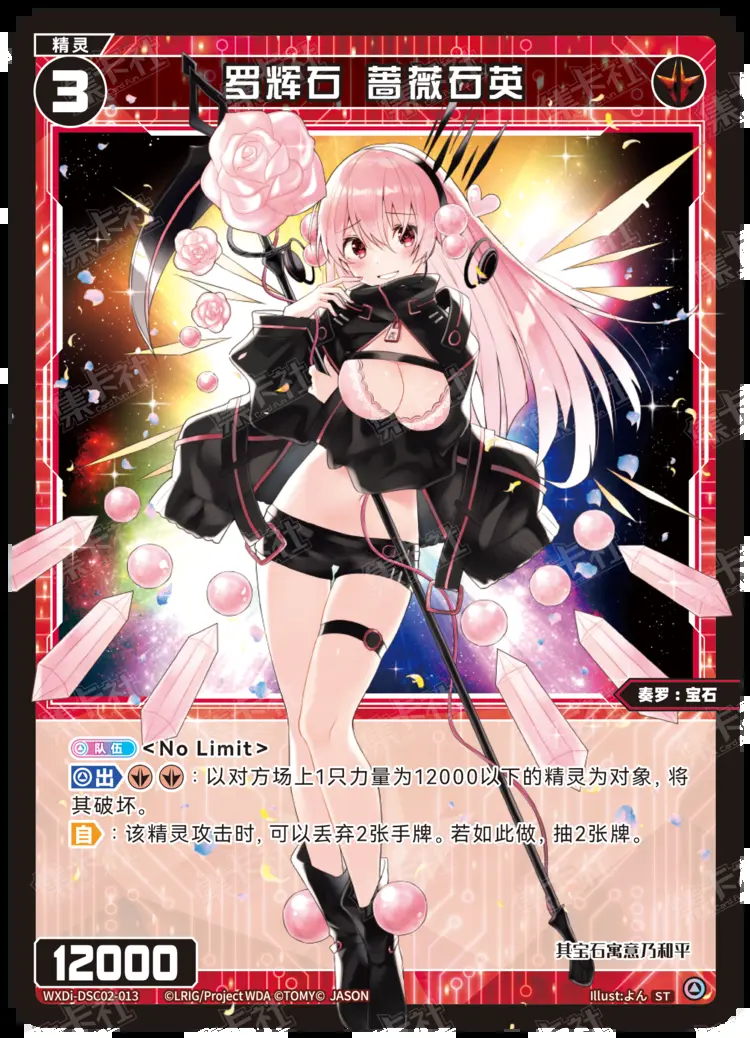 精灵
3
罗辉石 蔷薇石英
奏罗:宝石
队伍 <No Limit>
出 :以对方场上1只力量为12000以下的精灵为对象,将
其破坏。
自 :该精灵攻击时,可以丢弃2张手牌。若如此做,抽2张牌。
其宝石寓意乃和平
12000
WXDi-DSC02-013 ©LRIG/Project WDA ©TOMY© JASON Illust:よん ST
集卡社